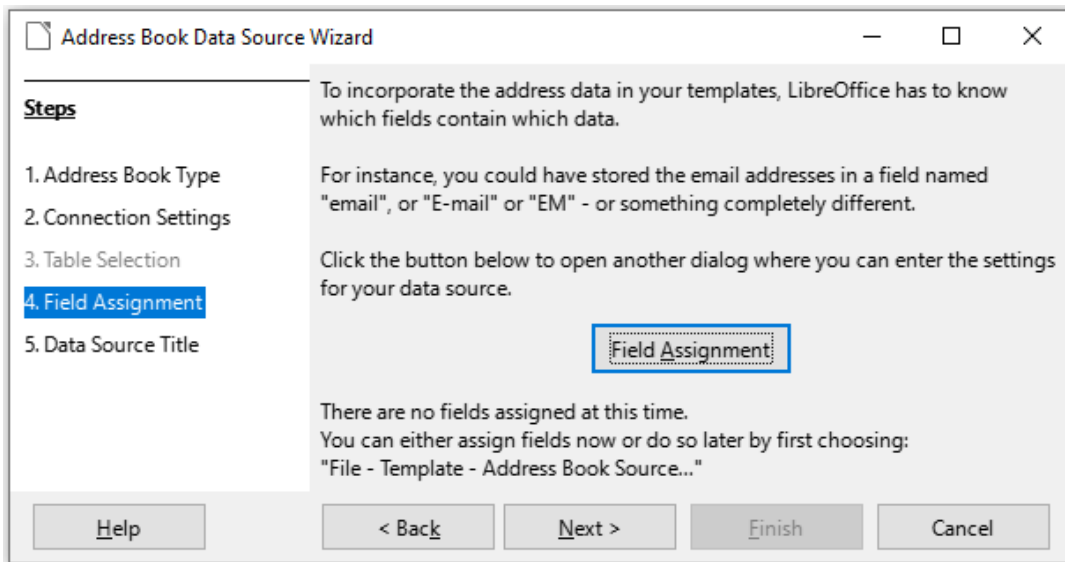 Address Book Data Source Wizard
Steps
1. Address Book Type
2. Connection Settings
3. Table Selection
4. Field Assignment
5. Data Source Title
To incorporate the address data in your templates, LibreOffice has to know
which fields contain which data.
For instance, you could have stored the email addresses in a field named
"email", or "E-mail" or "EM" - or something completely different.
Click the button below to open another dialog where you can enter the settings
for your data source.
Field Assignment
There are no fields assigned at this time.
You can either assign fields now or do so later by first choosing:
"File - Template - Address Book Source..."
Help
< Back
Next >
Finish
Cancel